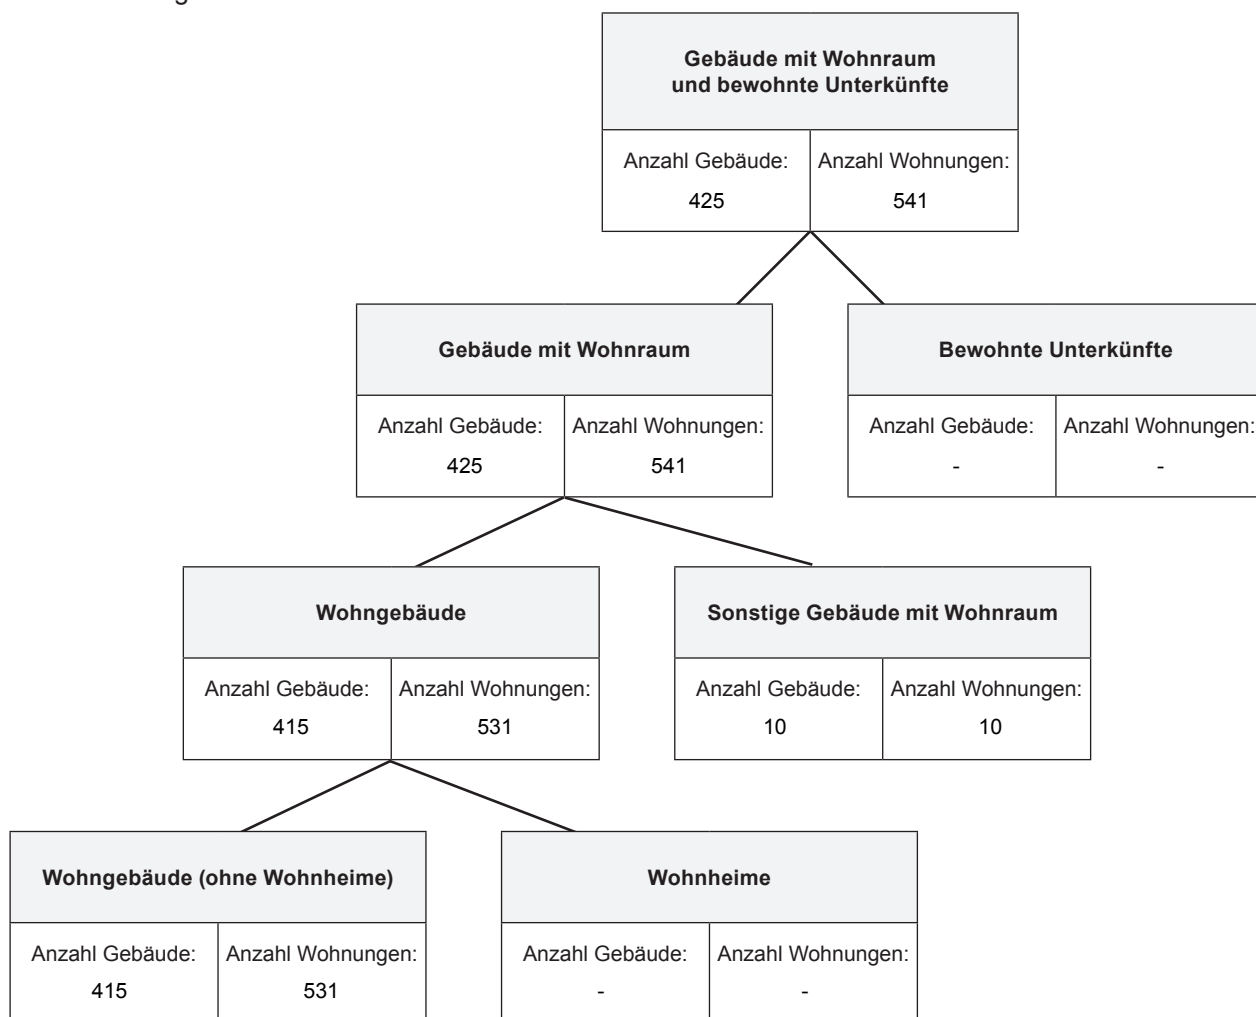 Gebäude mit Wohnraum
und bewohnte Unterkünfte
Anzahl Gebäude: Anzahl Wohnungen:
425 541
Gebäude mit Wohnraum
Anzahl Gebäude: Anzahl Wohnungen:
425 541
Bewohnte Unterkünfte
Anzahl Gebäude: Anzahl Wohnungen:
- -
Wohngebäude
Anzahl Gebäude: Anzahl Wohnungen:
415 531
Sonstige Gebäude mit Wohnraum
Anzahl Gebäude: Anzahl Wohnungen:
10 10
Wohngebäude (ohne Wohnheime)
Anzahl Gebäude: Anzahl Wohnungen:
415 531
Wohnheime
Anzahl Gebäude: Anzahl Wohnungen:
- -